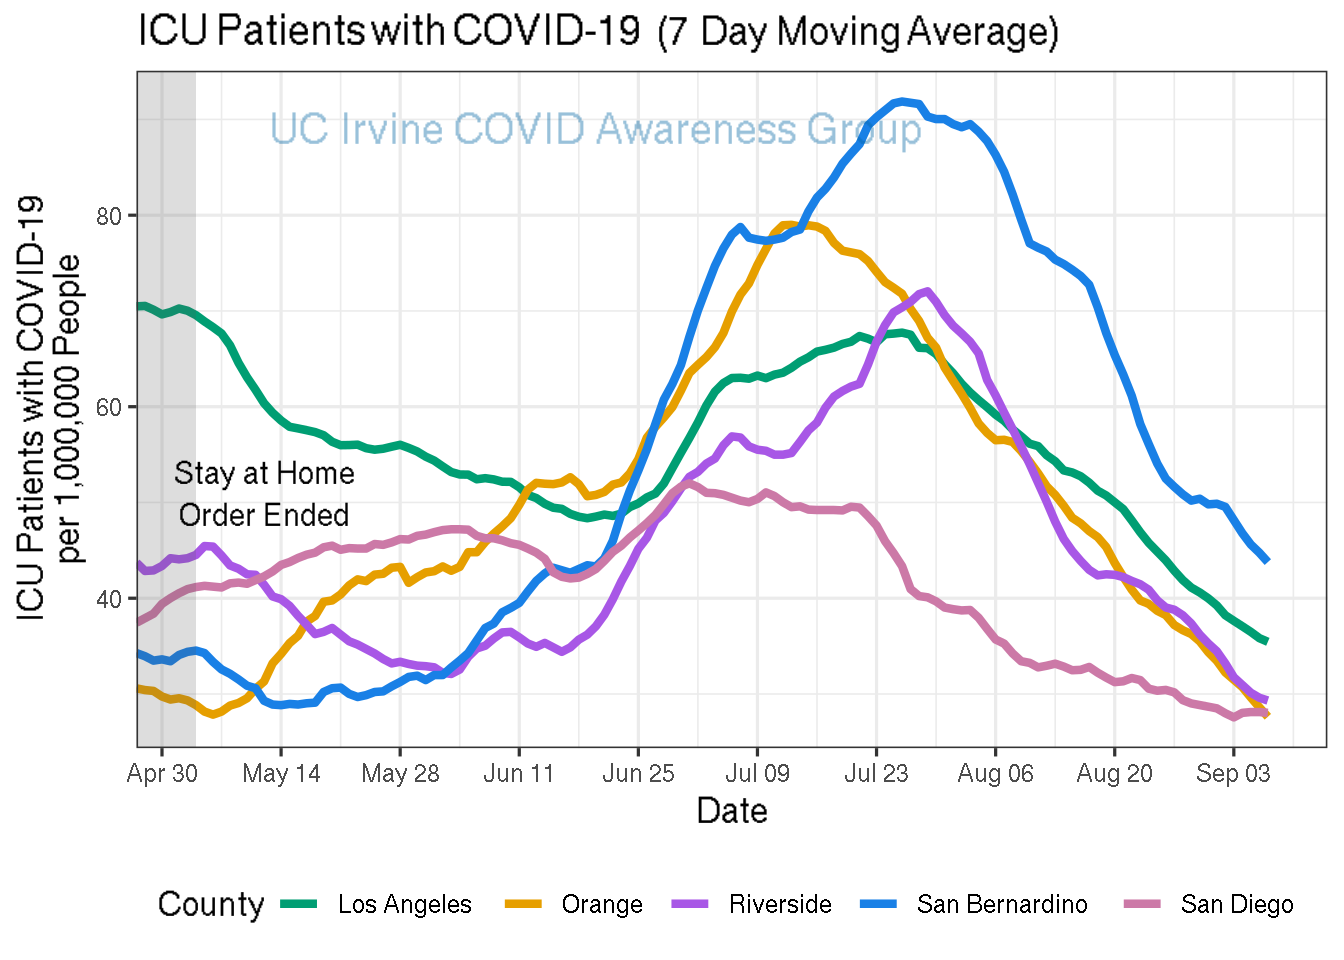 ICU Patients with COVID-19 (7 Day Moving Average)
UC Irvine COVID Awareness Group
ICU Patients with COVID-19
per 1,000,000 People
80
60
40
Stay at Home
Order Ended
Apr 30 May 14 May 28 Jun 11 Jun 25 Jul 09 Jul 23 Aug 06 Aug 20 Sep 03
Date
County Los Angeles Orange Riverside San Bernardino San Diego